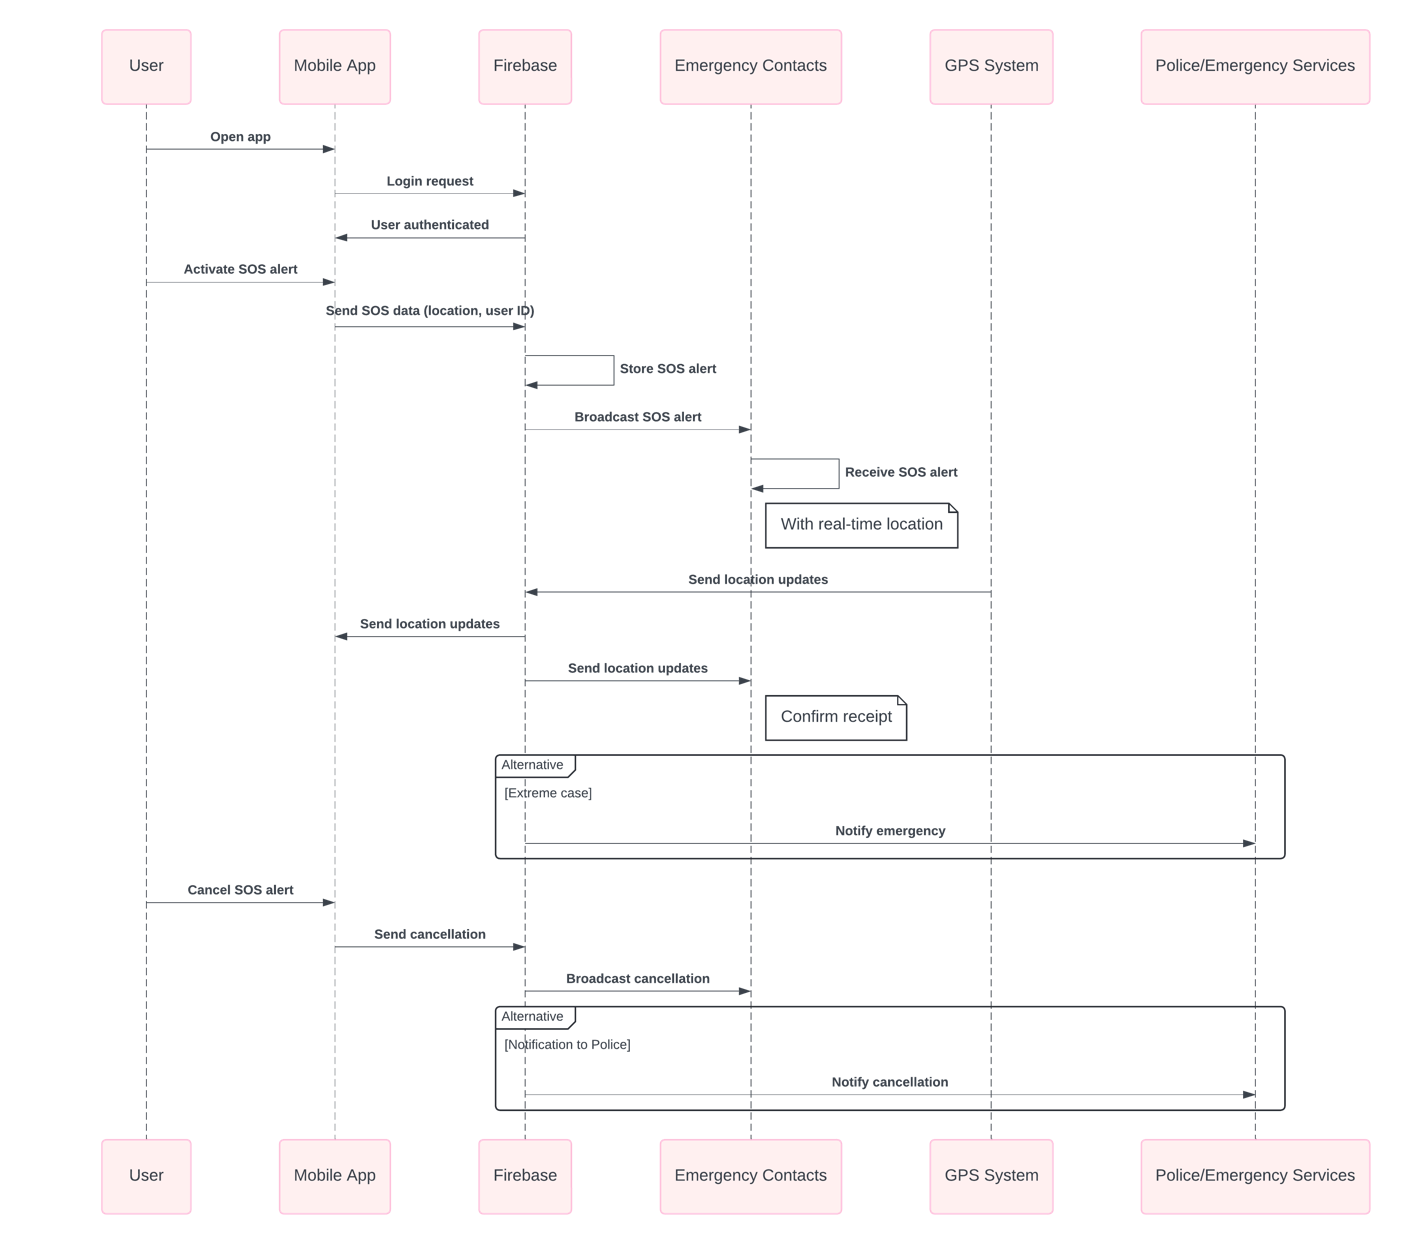 User
Mobile App
Firebase
Emergency Contacts
GPS System
Police/Emergency Services
Open app
Login request
User authenticated
Activate SOS alert
Send SOS data (location, user ID)
Store SOS alert
Broadcast SOS alert
Receive SOS alert
With real-time location
Send location updates
Send location updates
Send location updates
Confirm receipt
Alternative
[Extreme case]
Notify emergency
Cancel SOS alert
Send cancellation
Broadcast cancellation
Alternative
[Notification to Police]
Notify cancellation
User
Mobile App
Firebase
Emergency Contacts
GPS System
Police/Emergency Services